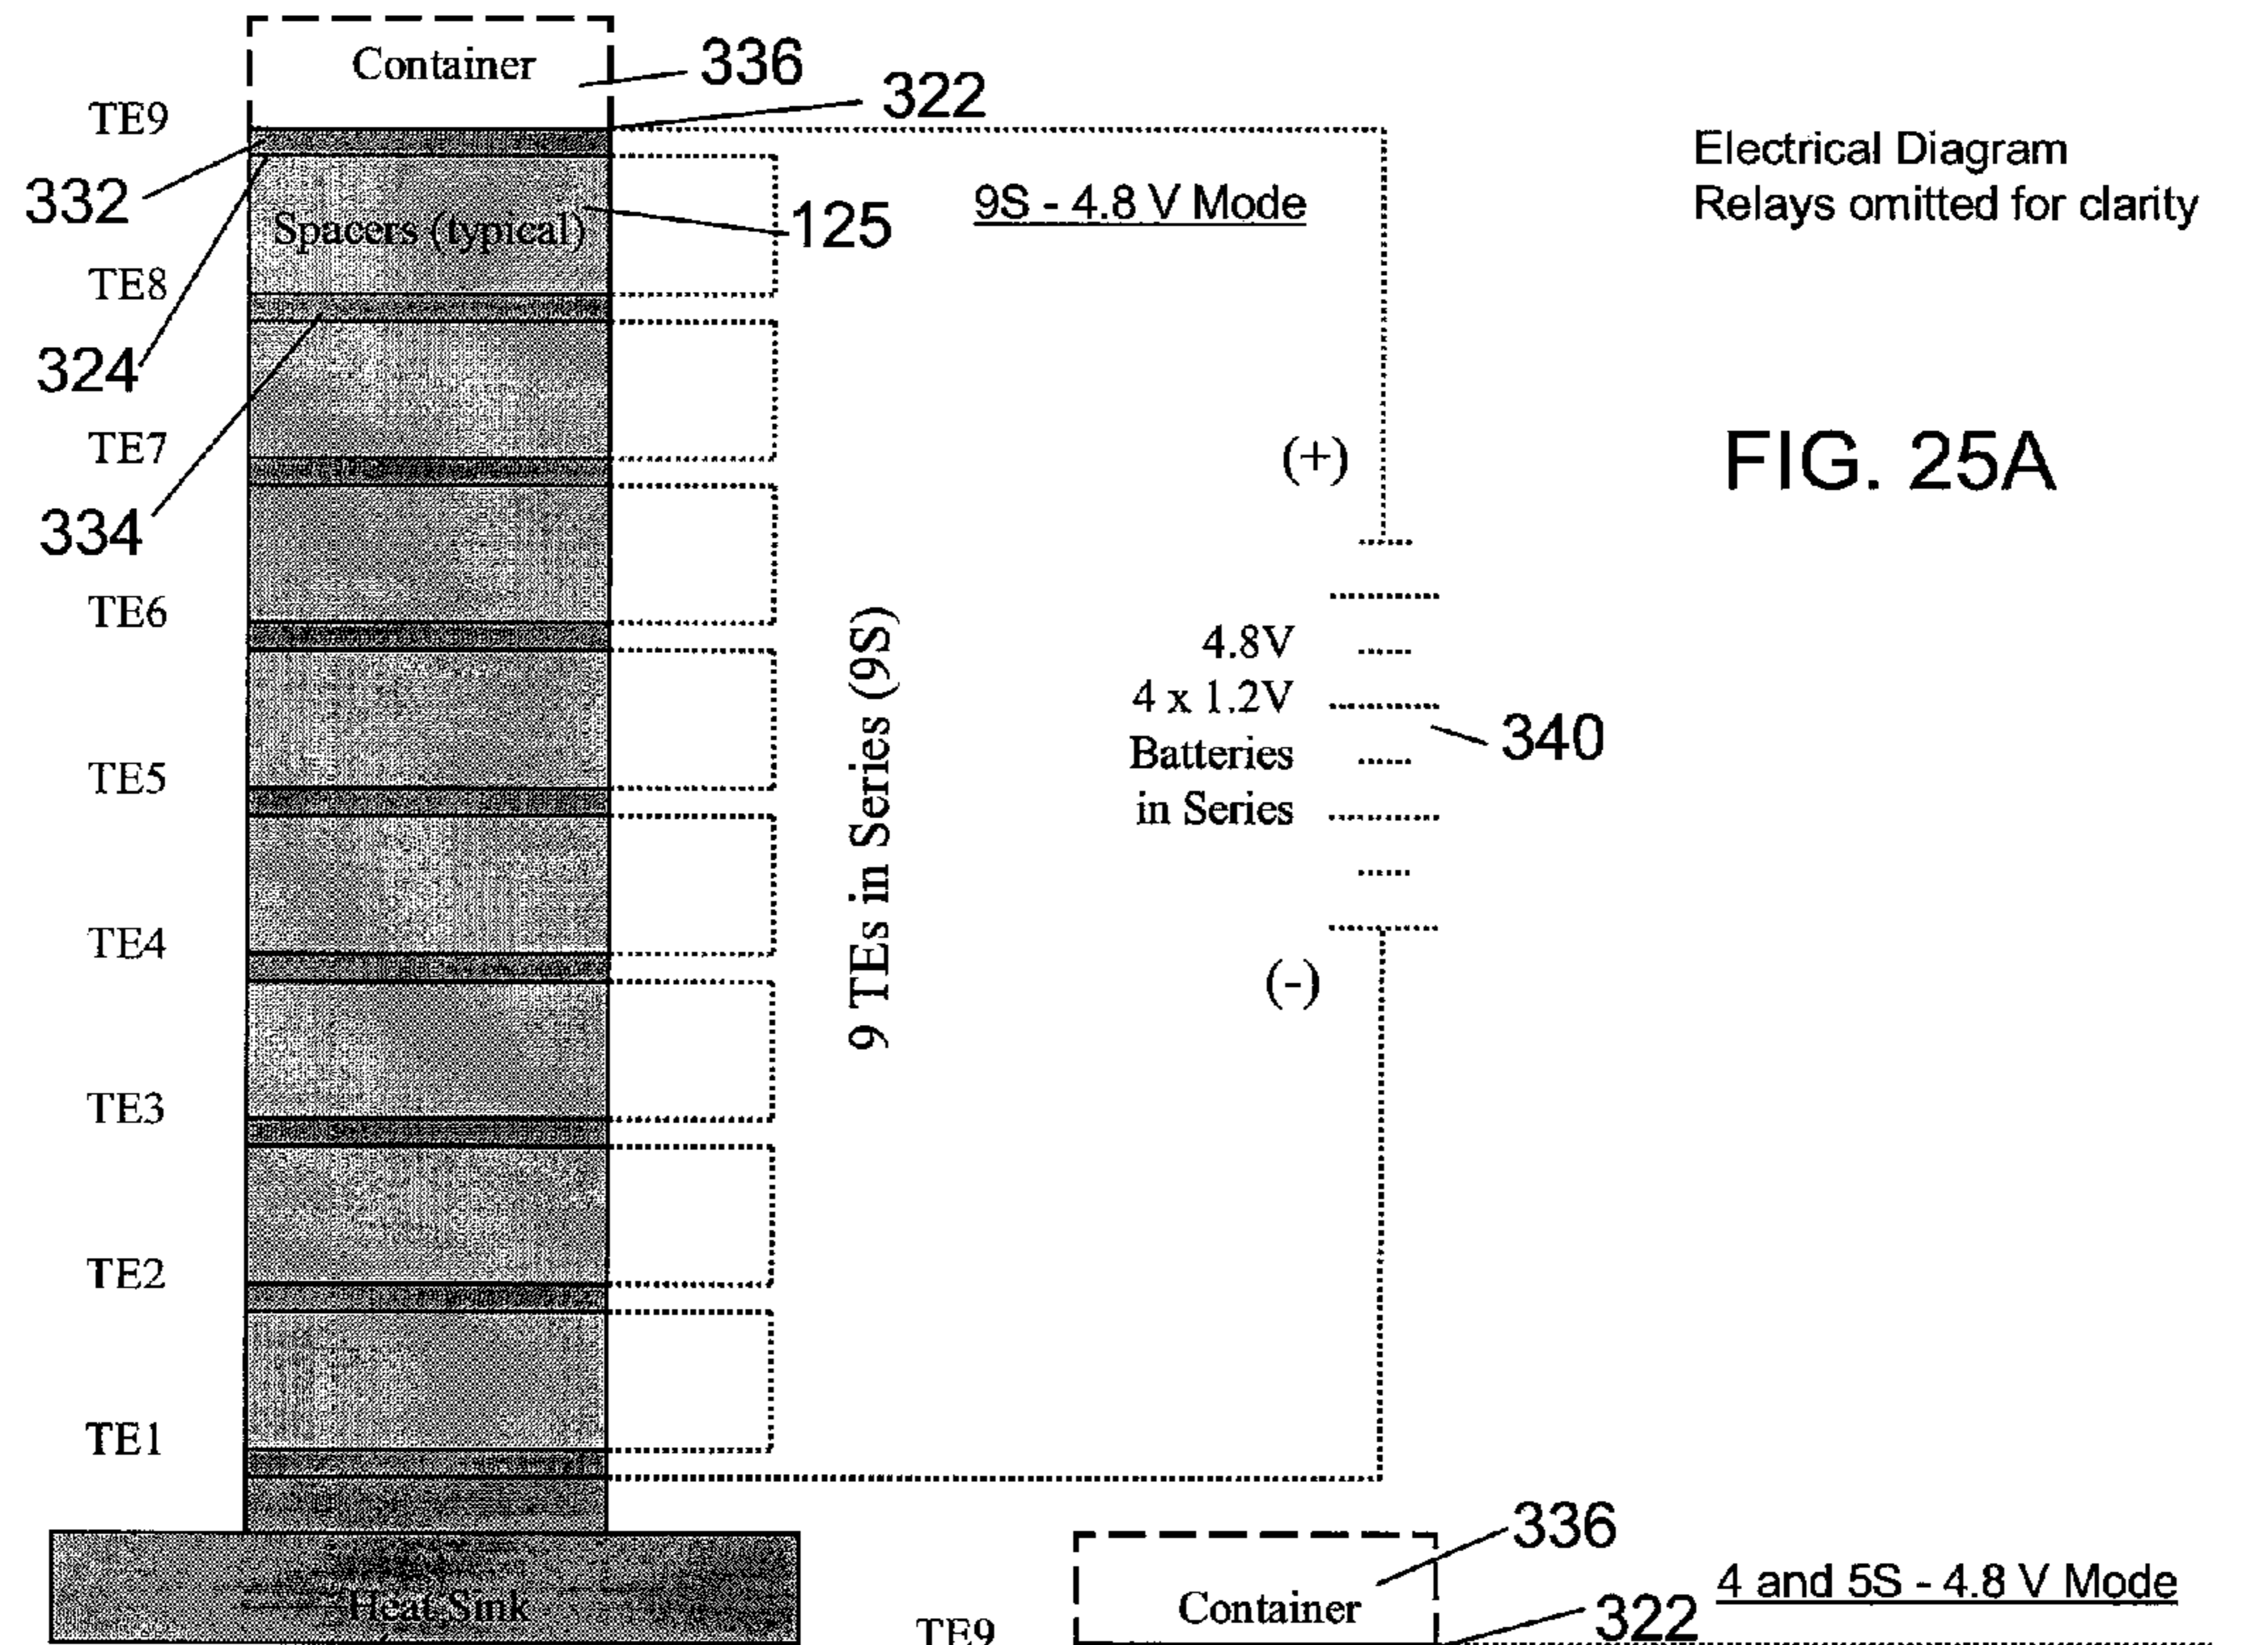 Container
336
322
TE9
332
Spacers (typical)
125
9S - 4.8 V Mode
Electrical Diagram
Relays omitted for clarity
TE8
324
TE7
334
(+)
FIG. 25A
TE6
9 TEs in Series (9S)
4.8V
4 x 1.2V
Batteries
in Series
340
TE5
TE4
(-)
TE3
TE2
TE1
Heat Sink
Container
336
4 and 5S - 4.8 V Mode
322
TE9